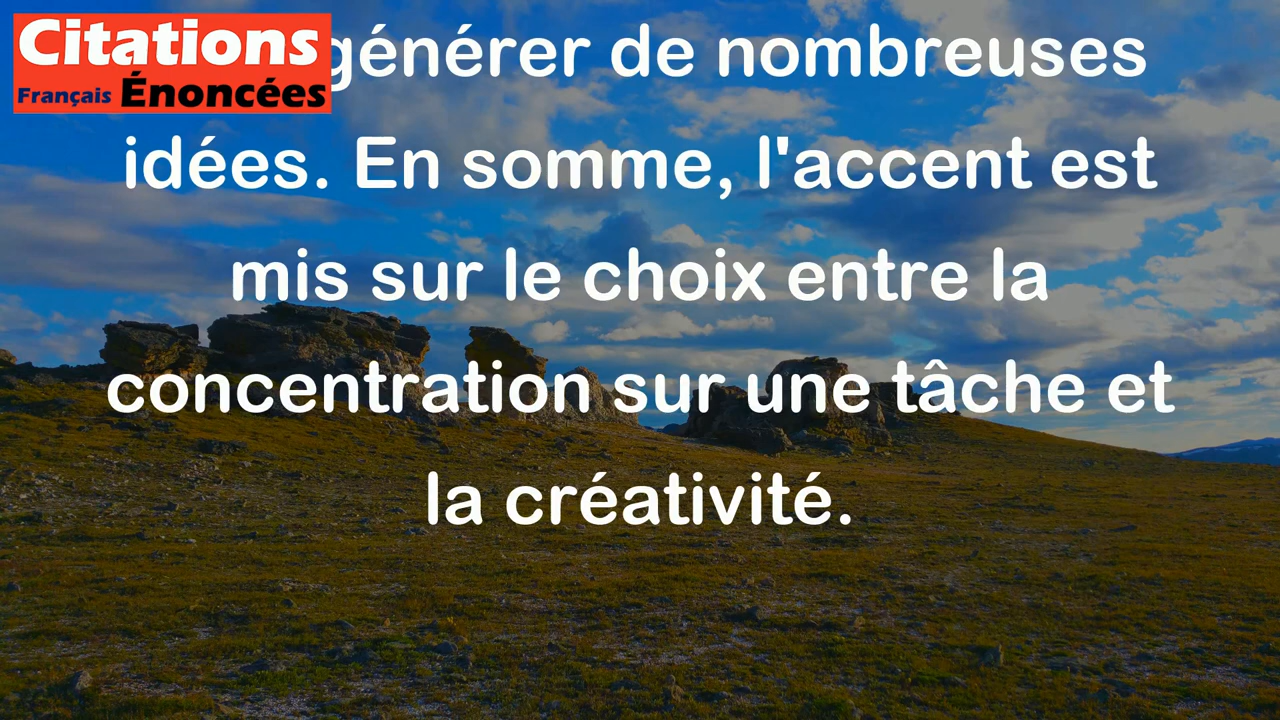 Citations
Français Énoncées
générer de nombreuses
idées. En somme, l'accent est
mis sur le choix entre la
concentration sur une tâche et
la créativité.